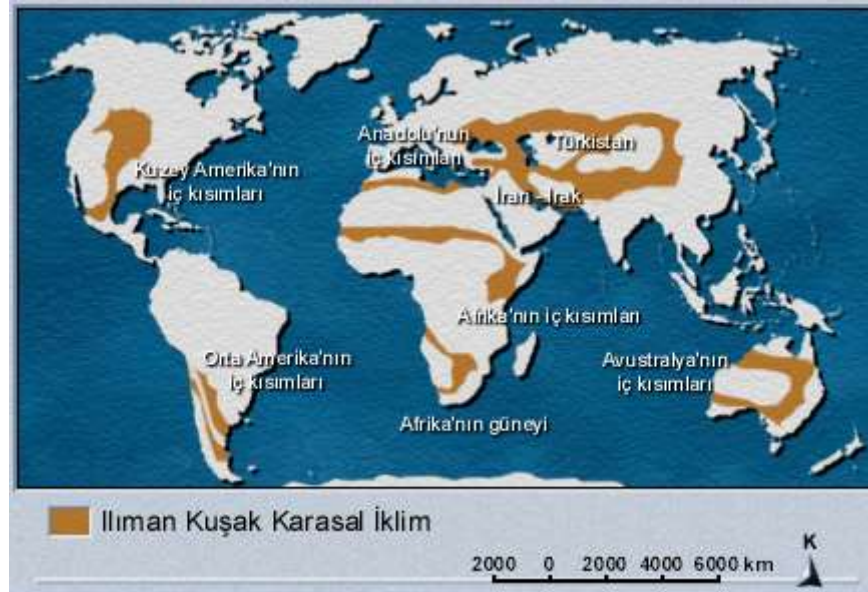 Anadolu'nun
iç kısımları
Türkistan
Kuzey Amerika'nın
iç kısımları
İran - Irak
Afrika'nın iç kısımları
Orta Amerika'nın
iç kısımları
Avustralya'nın
iç kısımları
Afrika'nın güneyi
Ilıman Kuşak Karasal İklim
K
2000 0 2000 4000 6000 km